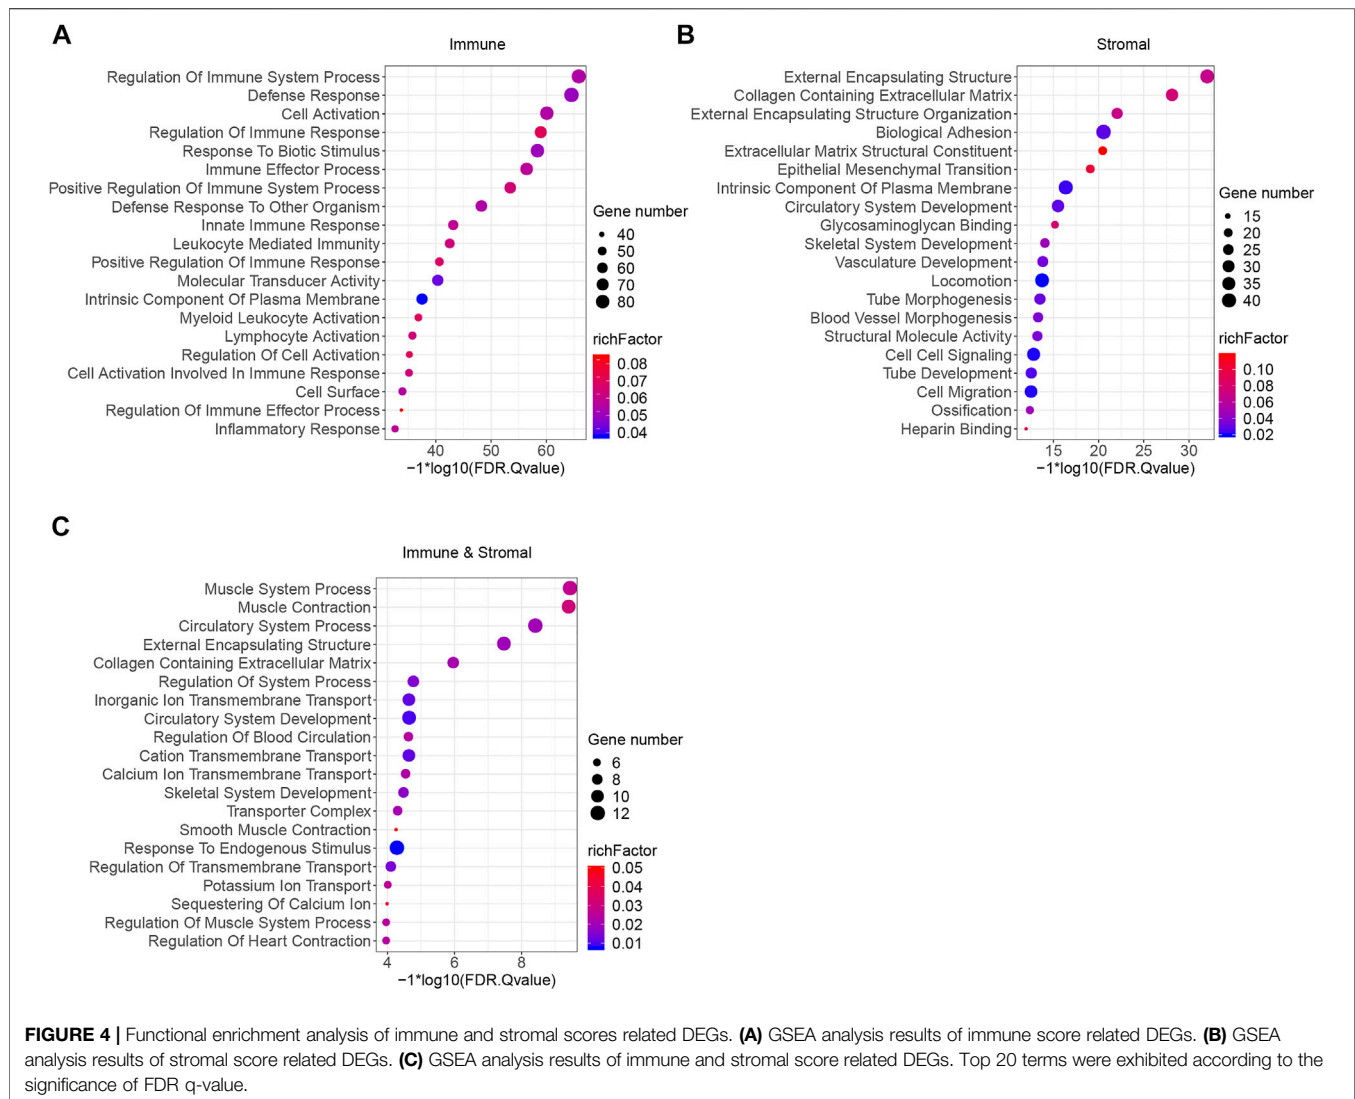 A
Immune
Regulation Of Immune System Process
Defense Response
Cell Activation
Regulation Of Immune Response
Response To Biotic Stimulus
Immune Effector Process
Positive Regulation Of Immune System Process
Defense Response To Other Organism
Innate Immune Response
Leukocyte Mediated Immunity
Positive Regulation Of Immune Response
Molecular Transducer Activity
Intrinsic Component Of Plasma Membrane
Myeloid Leukocyte Activation
Lymphocyte Activation
Regulation Of Cell Activation
Cell Activation Involved In Immune Response
Cell Surface
Regulation Of Immune Effector Process
Inflammatory Response
40 50 60
−1*log10(FDR.Qvalue)
Gene number
40
50
60
70
80
richFactor
0.08
0.07
0.06
0.05
0.04
B
Stromal
External Encapsulating Structure
Collagen Containing Extracellular Matrix
External Encapsulating Structure Organization
Biological Adhesion
Extracellular Matrix Structural Constituent
Epithelial Mesenchymal Transition
Intrinsic Component Of Plasma Membrane
Circulatory System Development
Glycosaminoglycan Binding
Skeletal System Development
Vasculature Development
Locomotion
Tube Morphogenesis
Blood Vessel Morphogenesis
Structural Molecule Activity
Cell Cell Signaling
Tube Development
Cell Migration
Ossification
Heparin Binding
15 20 25 30
−1*log10(FDR.Qvalue)
Gene number
15
20
25
30
35
40
richFactor
0.10
0.08
0.06
0.04
0.02
C
Immune & Stromal
Muscle System Process
Muscle Contraction
Circulatory System Process
External Encapsulating Structure
Collagen Containing Extracellular Matrix
Regulation Of System Process
Inorganic Ion Transmembrane Transport
Circulatory System Development
Regulation Of Blood Circulation
Cation Transmembrane Transport
Calcium Ion Transmembrane Transport
Skeletal System Development
Transporter Complex
Smooth Muscle Contraction
Response To Endogenous Stimulus
Regulation Of Transmembrane Transport
Potassium Ion Transport
Sequestering Of Calcium Ion
Regulation Of Muscle System Process
Regulation Of Heart Contraction
4 6 8
−1*log10(FDR.Qvalue)
Gene number
6
8
10
12
richFactor
0.05
0.04
0.03
0.02
0.01
FIGURE 4 | Functional enrichment analysis of immune and stromal scores related DEGs. (A) GSEA analysis results of immune score related DEGs. (B) GSEA
analysis results of stromal score related DEGs. (C) GSEA analysis results of immune and stromal score related DEGs. Top 20 terms were exhibited according to the
significance of FDR q-value.